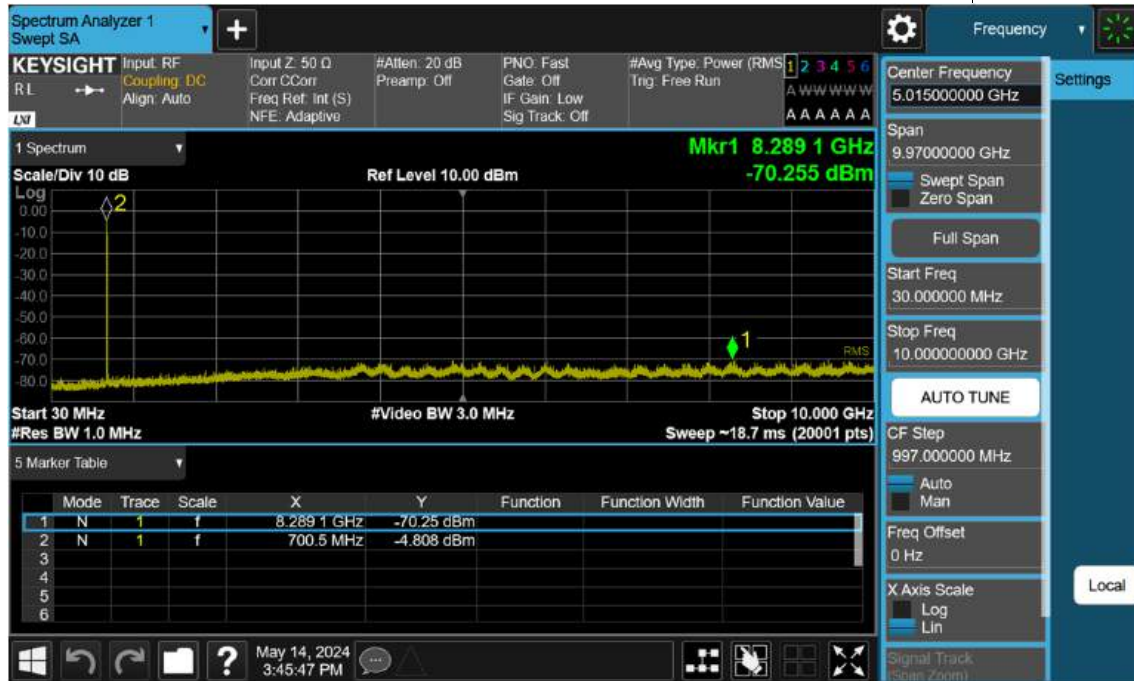 Spectrum Analyzer 1
Swept SA
+
Frequency
KEYSIGHT
RL
LXI
Input: RF
Coupling: DC
Align: Auto
Input Z: 50 Ω
Corr CCorr
Freq Ref: Int (S)
NFE: Adaptive
#Atten: 20 dB
Preamp: Off
PNO: Fast
Gate: Off
IF Gain: Low
Sig Track: Off
#Avg Type: Power (RMS
Trig: Free Run
1 2 3 4 5 6
A W W W W W
A A A A A A
1 Spectrum
Scale/Div 10 dB
Ref Level 10.00 dBm
Mkr1 8.289 1 GHz
-70.255 dBm
Log
0.00
-10.0
-20.0
-30.0
-40.0
-50.0
-60.0
-70.0
-80.0
2
1
RMS
Start 30 MHz
#Video BW 3.0 MHz
Stop 10.000 GHz
#Res BW 1.0 MHz
Sweep ~18.7 ms (20001 pts)
5 Marker Table
Mode Trace Scale X Y Function Function Width Function Value
1 N 1 f 8.289 1 GHz -70.25 dBm
2 N 1 f 700.5 MHz -4.808 dBm
3
4
5
6
?
May 14, 2024
3:45:47 PM
Center Frequency
5.015000000 GHz
Span
9.97000000 GHz
Swept Span
Zero Span
Full Span
Start Freq
30.000000 MHz
Stop Freq
10.000000000 GHz
AUTO TUNE
CF Step
997.000000 MHz
Auto
Man
Freq Offset
0 Hz
X Axis Scale
Log
Lin
Signal Track
(Span Zoom)
Settings
Local